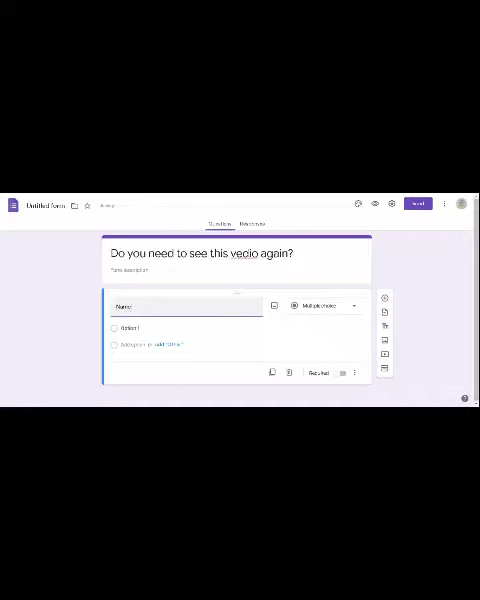 Untitled form
Send
Questions Responses
Do you need to see this vedio again?
Form description
Name
Multiple choice
Option 1
Add option or add "Other"
Required